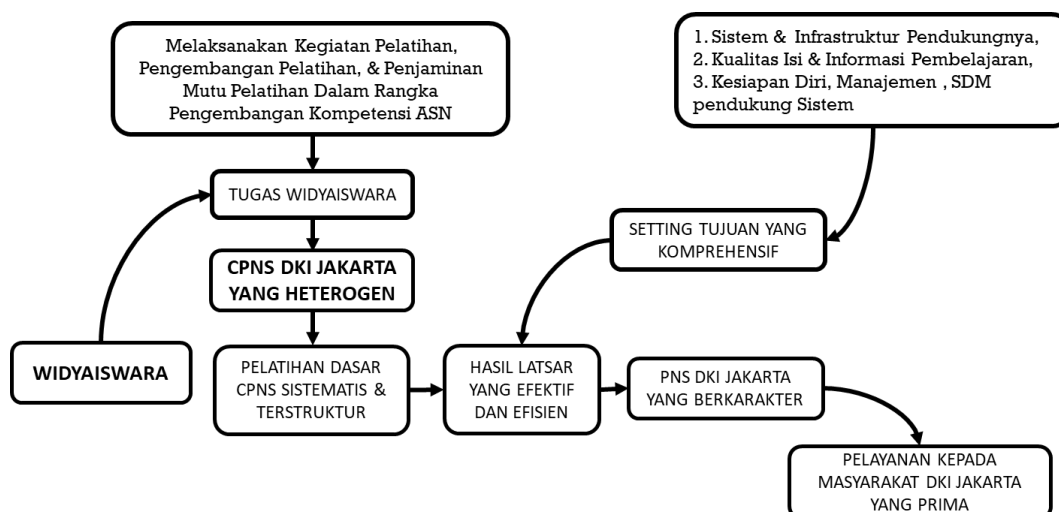 Melaksanakan Kegiatan Pelatihan,
Pengembangan Pelatihan, & Penjaminan
Mutu Pelatihan Dalam Rangka
Pengembangan Kompetensi ASN
1. Sistem & Infrastruktur Pendukungnya,
2. Kualitas Isi & Informasi Pembelajaran,
3. Kesiapan Diri, Manajemen , SDM
pendukung Sistem
TUGAS WIDYAISWARA
SETTING TUJUAN YANG
KOMPREHENSIF
CPNS DKI JAKARTA
YANG HETEROGEN
WIDYAISWARA
PELATIHAN DASAR
CPNS SISTEMATIS &
TERSTRUKTUR
HASIL LATSAR
YANG EFEKTIF
DAN EFISIEN
PNS DKI JAKARTA
YANG BERKARAKTER
PELAYANAN KEPADA
MASYARAKAT DKI JAKARTA
YANG PRIMA